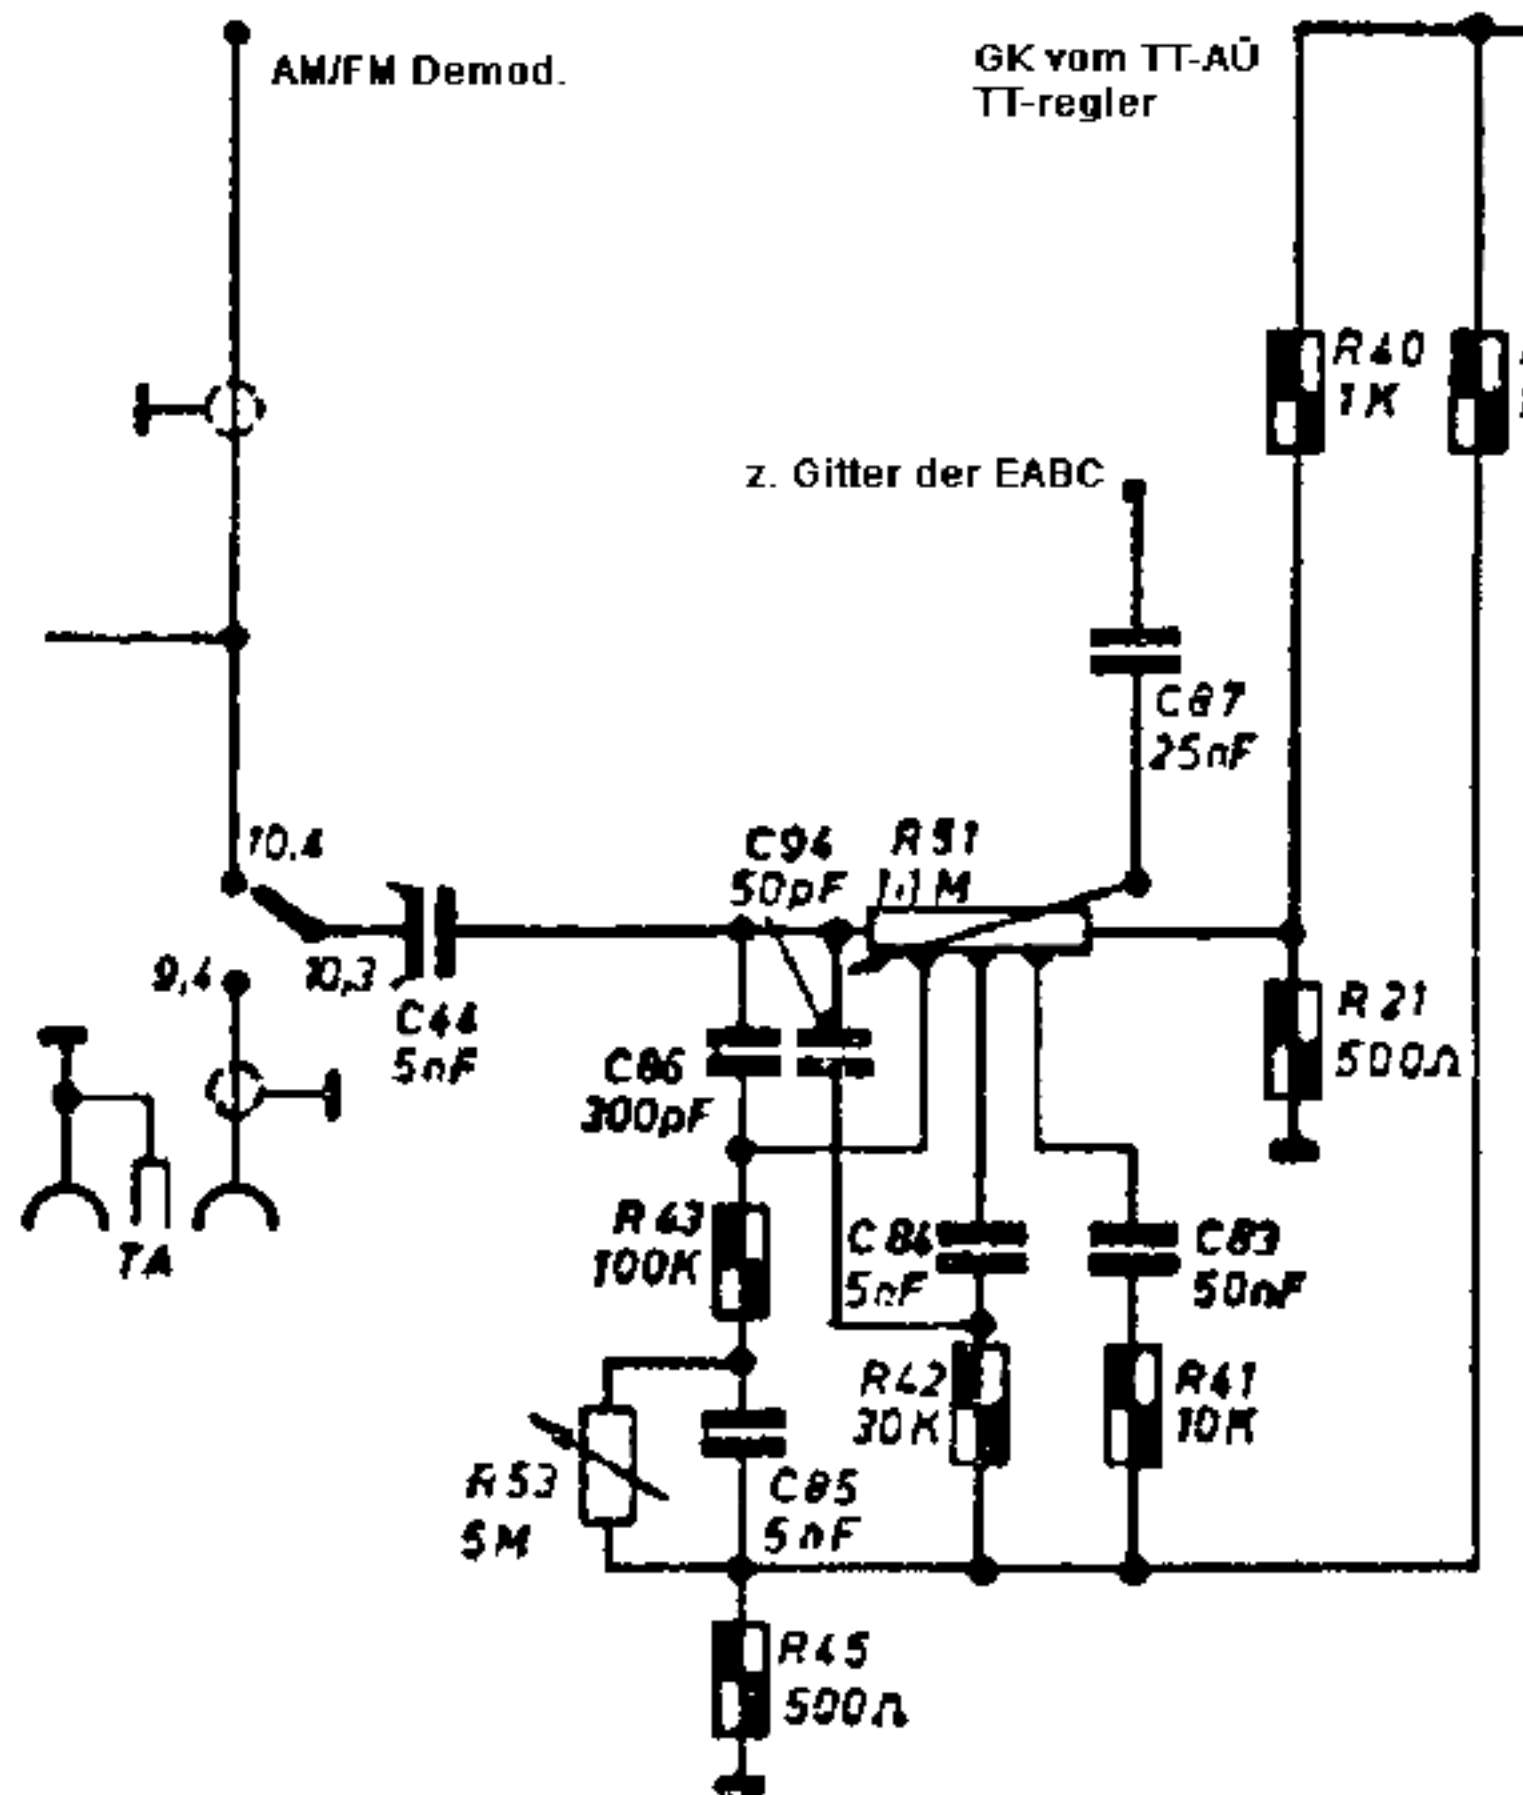 AM/FM Demod.
GK vom TT-AÜ
TT-regler
R40
1K
z. Gitter der EABC
C87
25nF
10.4
C94
50pF
R51
M
9,4
10,3
C44
5nF
R21
500Ω
C86
300pF
TA
R43
100K
C84
5nF
C83
50nF
R42
30K
R41
10K
R53
5M
C85
5nF
R45
500Ω